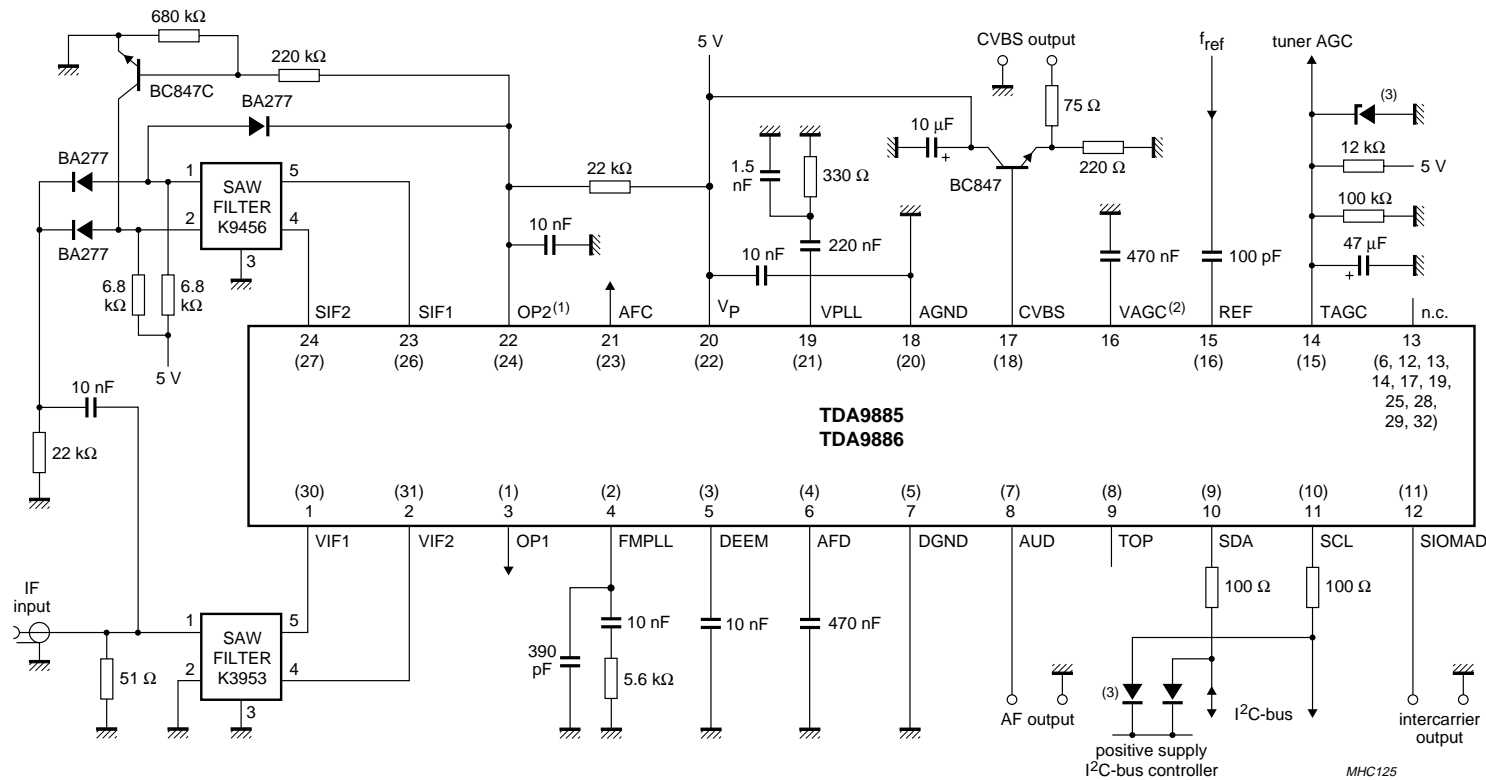 680 kΩ
220 kΩ
BC847C
BA277
5 V
CVBS output
fref
tuner AGC
75 Ω
(3)
10 μF
+
12 kΩ
5 V
BA277
1
5
SAW
FILTER
K9456
2
4
3
BA277
22 kΩ
1.5
nF
330 Ω
BC847
220 Ω
100 kΩ
10 nF
10 nF
220 nF
470 nF
100 pF
47 μF
+
6.8
kΩ
6.8
kΩ
5 V
SIF2
SIF1
OP2(1)
AFC
VP
VPLL
AGND
CVBS
VAGC(2)
REF
TAGC
n.c.
24
23
22
21
20
19
18
17
16
15
14
13
(27)
(26)
(24)
(23)
(22)
(21)
(20)
(18)
(16)
(15)
(6, 12, 13,
14, 17, 19,
25, 28,
29, 32)
10 nF
22 kΩ
TDA9885
TDA9886
(30)
(31)
(1)
(2)
(3)
(4)
(5)
(7)
(8)
(9)
(10)
(11)
1
2
3
4
5
6
7
8
9
10
11
12
VIF1
VIF2
OP1
FMPLL
DEEM
AFD
DGND
AUD
TOP
SDA
SCL
SIOMAD
IF
input
51 Ω
1
5
SAW
FILTER
K3953
2
4
3
390
pF
10 nF
5.6 kΩ
10 nF
470 nF
100 Ω
100 Ω
AF output
(3)
I2C-bus
positive supply
I2C-bus controller
intercarrier
output
MHC125